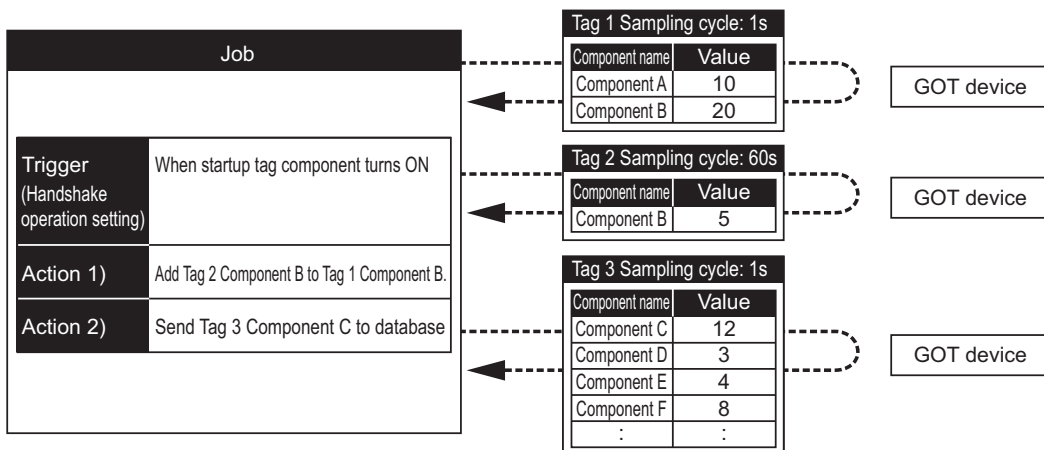 Job
Trigger
(Handshake
operation setting)
When startup tag component turns ON
Action 1)
Add Tag 2 Component B to Tag 1 Component B.
Action 2)
Send Tag 3 Component C to database
Tag 1 Sampling cycle: 1s
Component name Value
Component A 10
Component B 20
GOT device
Tag 2 Sampling cycle: 60s
Component name Value
Component B 5
GOT device
Tag 3 Sampling cycle: 1s
Component name Value
Component C 12
Component D 3
Component E 4
Component F 8
: :
GOT device